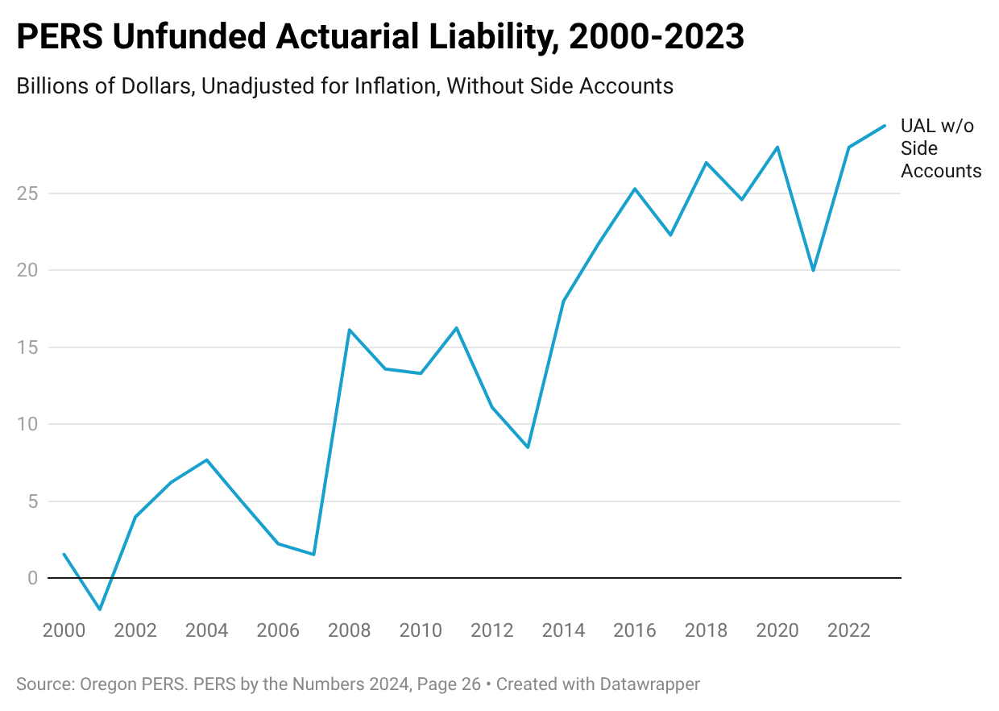 PERS Unfunded Actuarial Liability, 2000-2023
Billions of Dollars, Unadjusted for Inflation, Without Side Accounts
UAL w/o
Side
Accounts
25
20
15
10
5
0
2000 2002 2004 2006 2008 2010 2012 2014 2016 2018 2020 2022
Source: Oregon PERS. PERS by the Numbers 2024, Page 26 • Created with Datawrapper